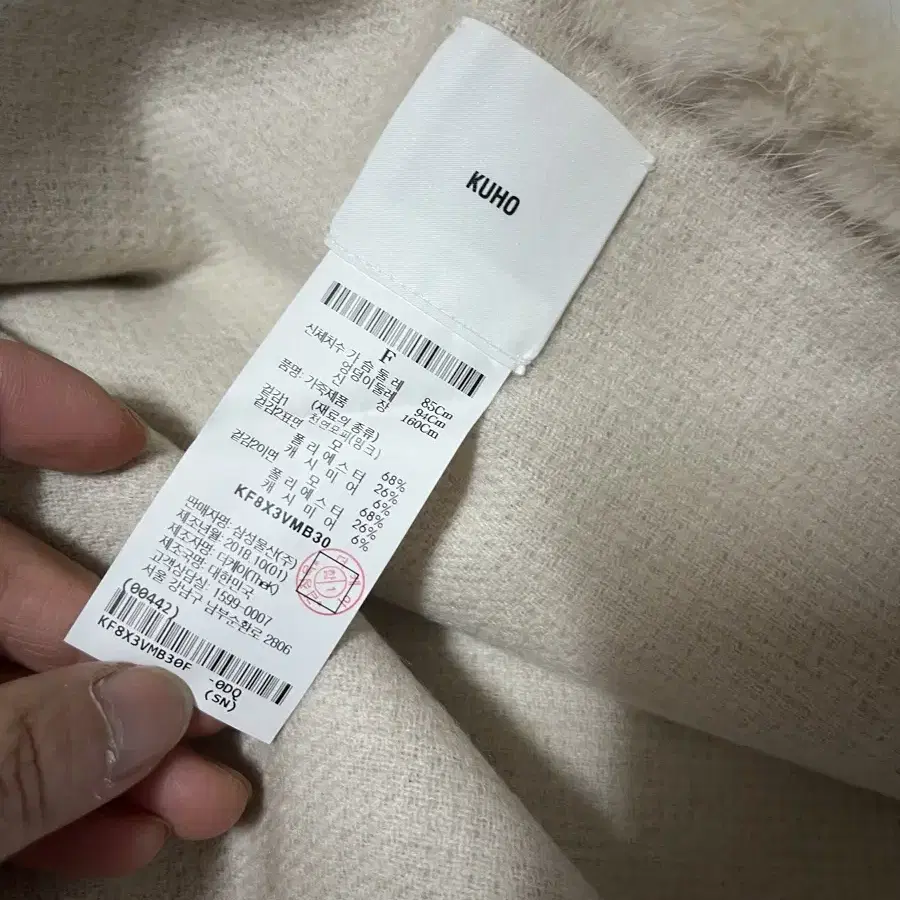 KUHO
F
신체치수 가 슴 둘 레 85Cm
엉덩이둘레 94Cm
신 장 160Cm
품명: 가죽제품
(재료의 종류)
겉감1 천연모피(밍크)
겉감2표면 모 68%
폴 리 에 스 터 26%
캐 시 미 어 6%
겉감2이면 모 68%
폴 리 에 스 터 26%
캐 시 미 어 6%
KF8X3VMB30
판매자명: 삼성물산(주)
제조년월: 2018.10(01)
제조자명: 더케이(TheK)
제조국명: 대한민국
고객상담실: 1599-0007
서울 강남구 남부순환로 2806
(00442)
KF8X3VMB30F -0DQ
(SN)